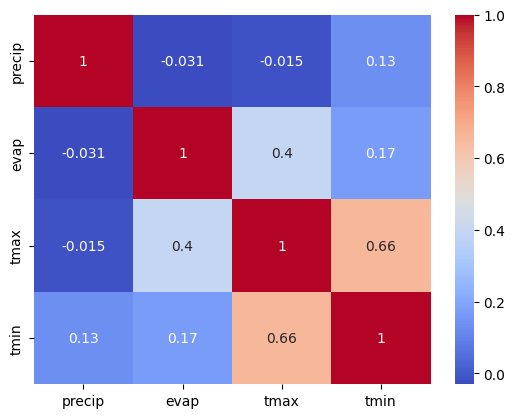 precip 1 -0.031 -0.015 0.13
evap -0.031 1 0.4 0.17
tmax -0.015 0.4 1 0.66
tmin 0.13 0.17 0.66 1
precip evap tmax tmin
1.0
0.8
0.6
0.4
0.2
0.0